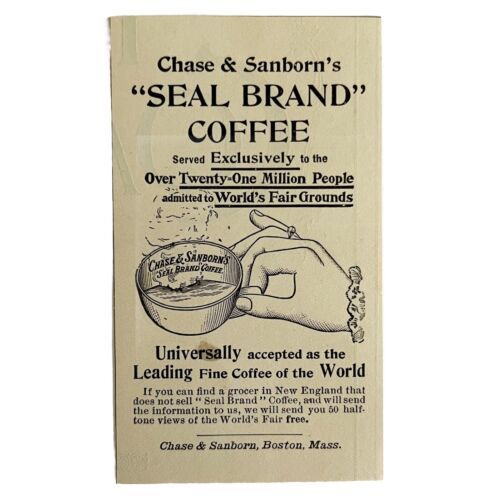 Chase & Sanborn's
"SEAL BRAND"
COFFEE
Served Exclusively to the
Over Twenty=One Million People
admitted to World's Fair Grounds
CHASE & SANBORN'S
SEAL BRAND COFFEE
Universally accepted as the
Leading Fine Coffee of the World
If you can find a grocer in New England that
does not sell "Seal Brand" Coffee, and will send
the information to us, we will send you 50 half-
tone views of the World's Fair free.
Chase & Sanborn, Boston, Mass.